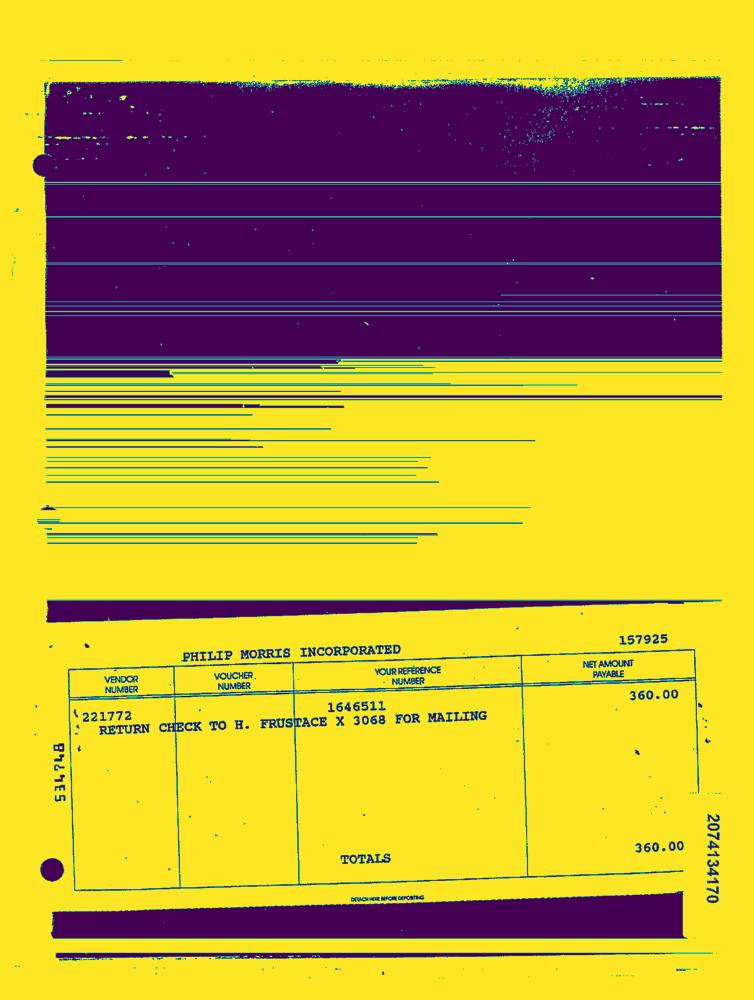 157925
PHILIP MORRIS INCORPORATED
VENDOR NUMBER
VOUCHER NUMBER
YOUR REFERENCE NUMBER
NET AMOUNT PAYABLE
221772 1646511 360.00
RETURN CHECK TO H. FRUSTACE X 3068 FOR MAILING
TOTALS 360.00
DETACH HERE BEFORE DEPOSITING
534748
2074134170